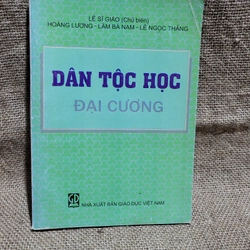 LÊ SĨ GIÁO (Chủ biên)
HOÀNG LƯƠNG - LÂM BÁ NAM - LÊ NGỌC THẮNG
DÂN TỘC HỌC
ĐẠI CƯƠNG
NHÀ XUẤT BẢN GIÁO DỤC VIỆT NAM